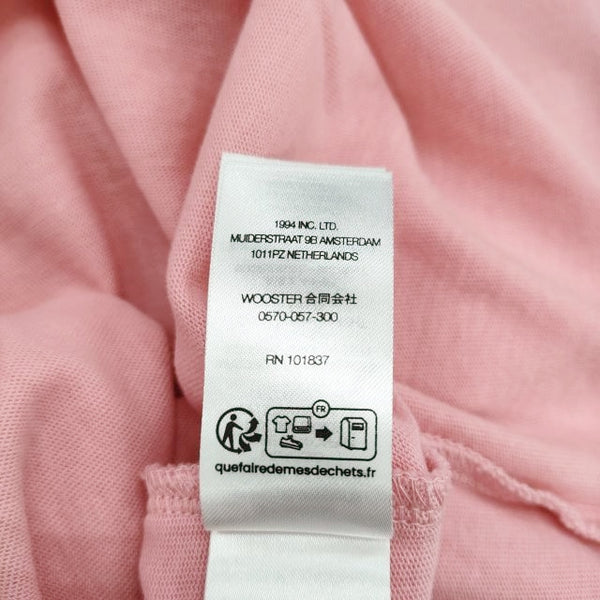 1994 INC. LTD.
MUIDERSTRAAT 9B AMSTERDAM
1011PZ NETHERLANDS
WOOSTER 合同会社
0570-057-300
RN 101837
FR
quefairedemesdechets.fr